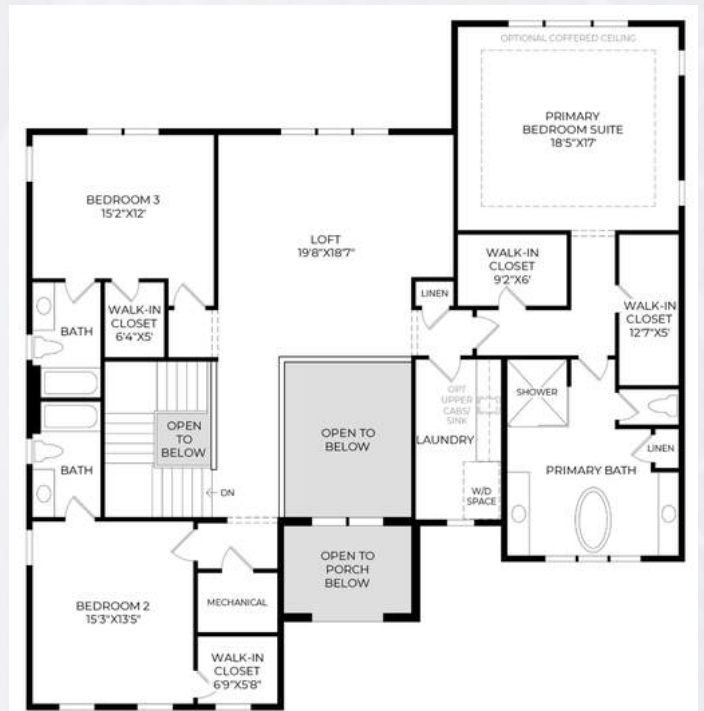 OPTIONAL COFFERED CEILING
PRIMARY
BEDROOM SUITE
18'5"X17'
BEDROOM 3
15'2"X12'
LOFT
19'8"X18'7"
WALK-IN
CLOSET
9'2"X6'
LINEN
WALK-IN
CLOSET
12'7"X5'
BATH
WALK-IN
CLOSET
6'4"X5'
OPEN
TO
BELOW
OPEN TO
BELOW
OPT
UPPER
CABS/
SINK
LAUNDRY
SHOWER
LINEN
BATH
DN
W/D
SPACE
PRIMARY BATH
OPEN TO
PORCH
BELOW
BEDROOM 2
15'3"X13'5"
MECHANICAL
WALK-IN
CLOSET
6'9"X5'8"